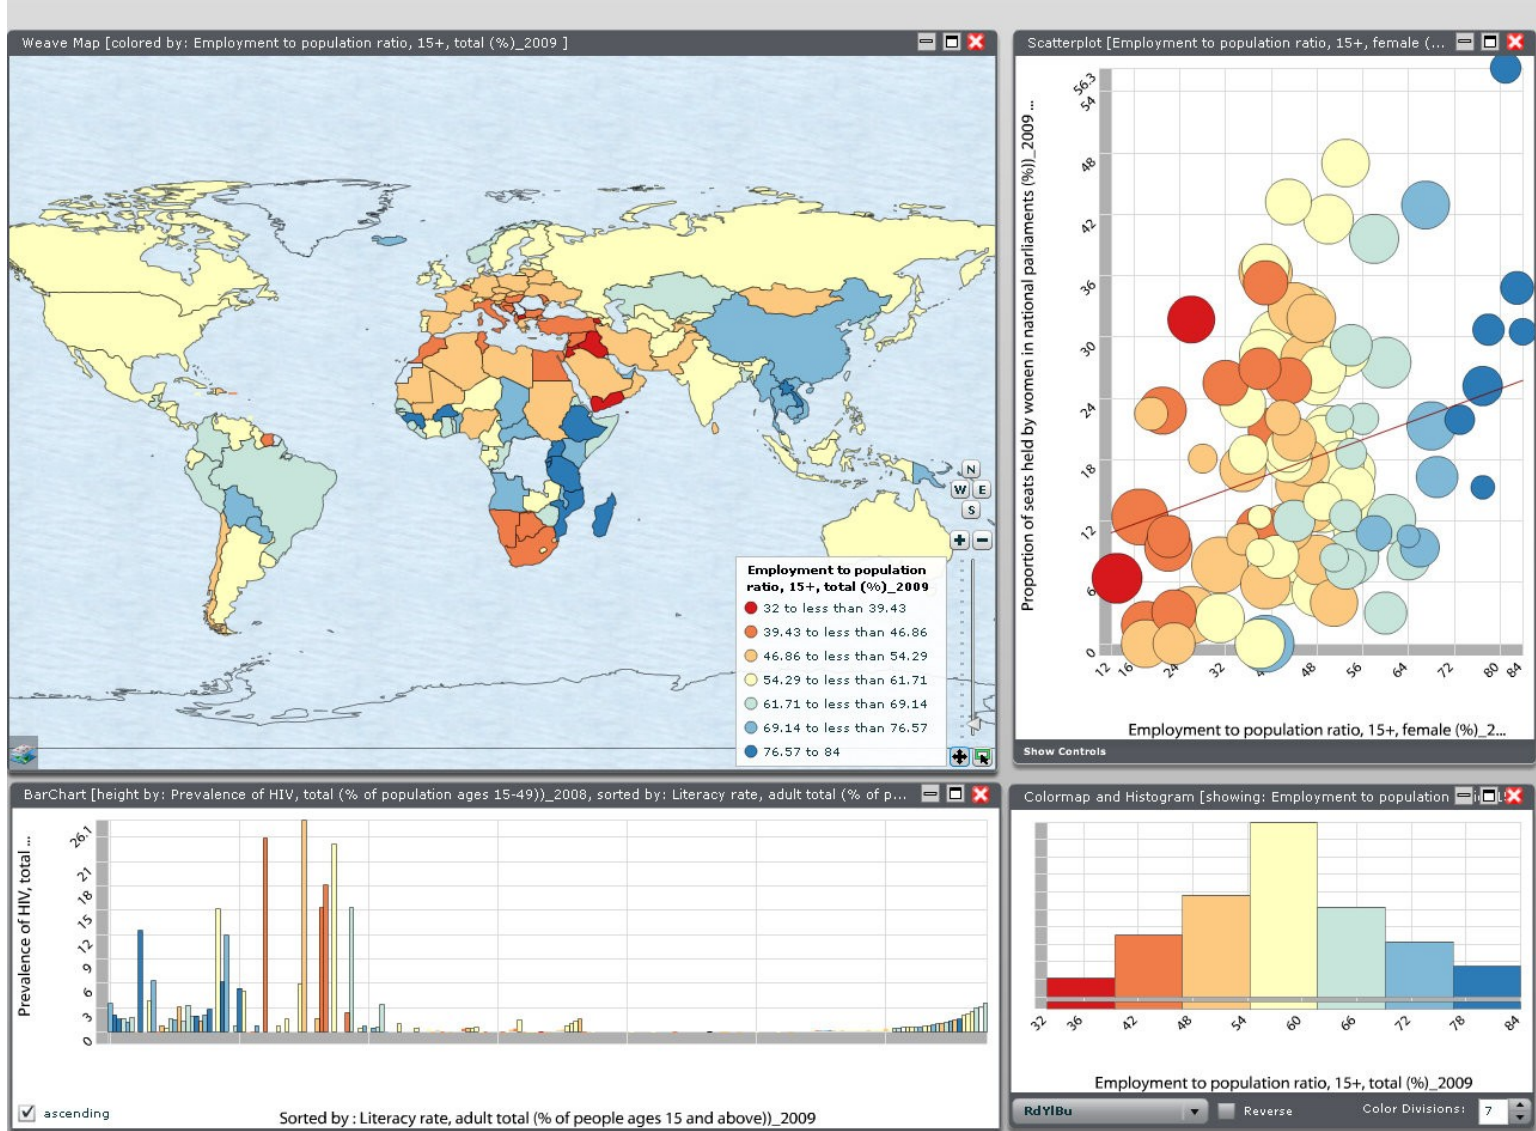 Weave Map [colored by: Employment to population ratio, 15+, total (%)_2009 ]
N
W E
S
Employment to population
ratio, 15+, total (%)_2009
32 to less than 39.43
39.43 to less than 46.86
46.86 to less than 54.29
54.29 to less than 61.71
61.71 to less than 69.14
69.14 to less than 76.57
76.57 to 84
Scatterplot [Employment to population ratio, 15+, female (...
Proportion of seats held by women in national parliaments (%))_2009 ...
56.3
54
48
42
36
30
24
18
12
6
0
12 16 24 32 48 56 64 72 80 84
Employment to population ratio, 15+, female (%)_2...
Show Controls
BarChart [height by: Prevalence of HIV, total (% of population ages 15-49))_2008, sorted by: Literacy rate, adult total (% of p...
Prevalence of HIV, total ...
26.1
21
18
15
12
9
6
3
0
ascending
Sorted by : Literacy rate, adult total (% of people ages 15 and above))_2009
Colormap and Histogram [showing: Employment to population
32 36 42 48 54 60 66 72 78 84
Employment to population ratio, 15+, total (%)_2009
RdYlBu
Reverse
Color Divisions:
7